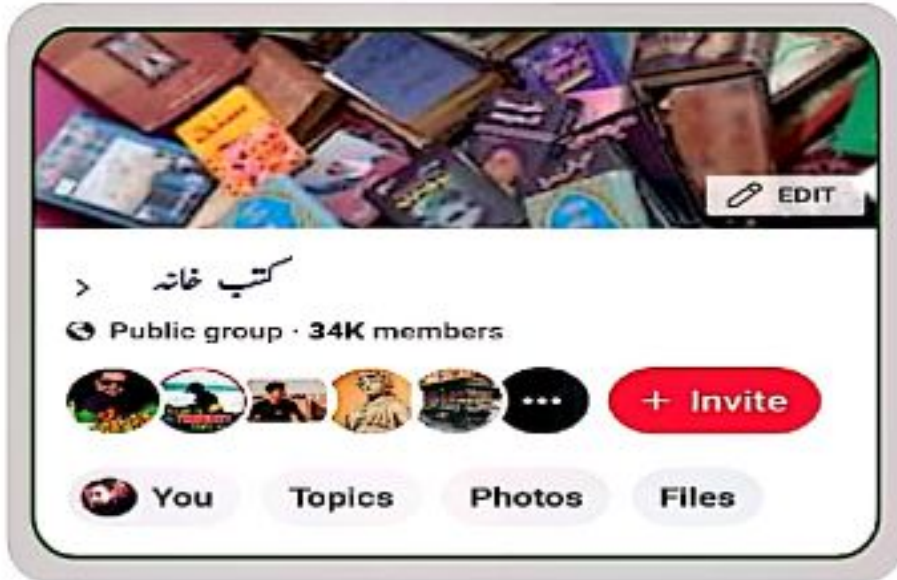 EDIT
کتب خانہ
Public group · 34K members
+ Invite
You Topics Photos Files